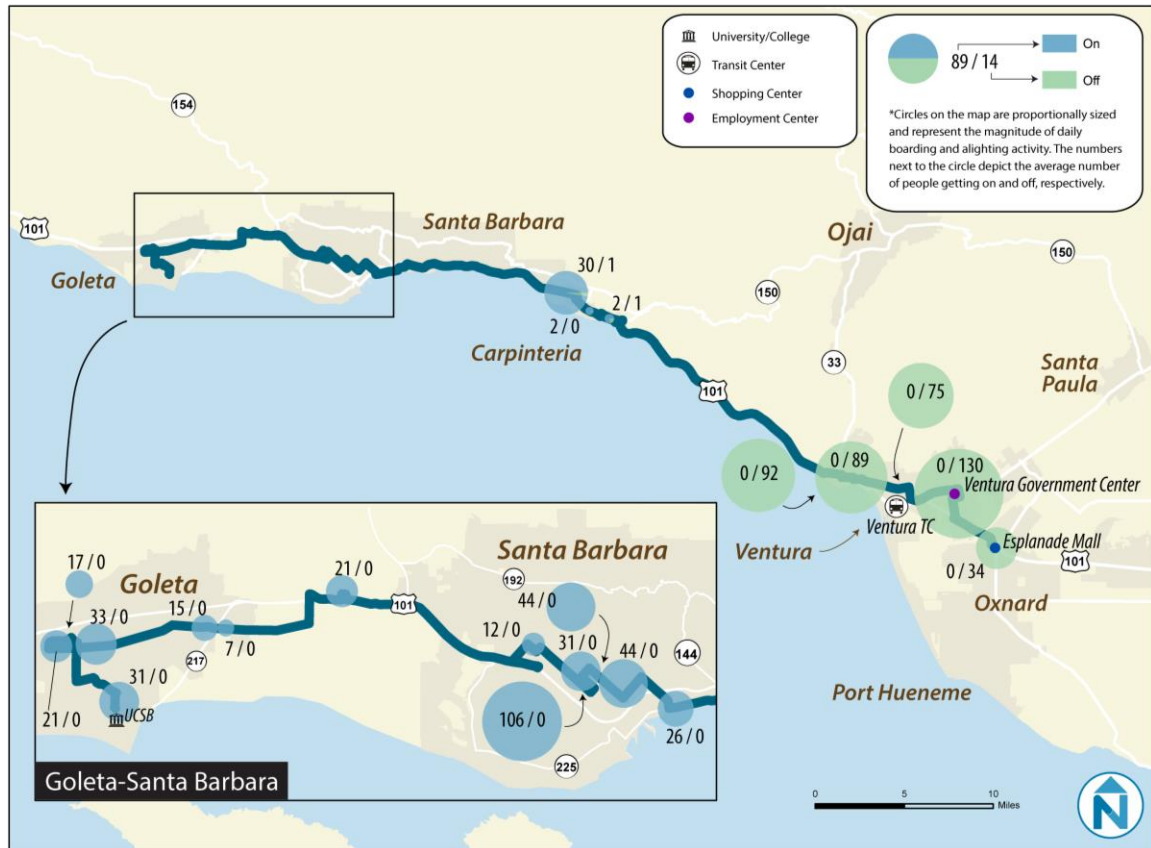 University/College
Transit Center
Shopping Center
Employment Center
89 / 14
On
Off
*Circles on the map are proportionally sized
and represent the magnitude of daily
boarding and alighting activity. The numbers
next to the circle depict the average number
of people getting on and off, respectively.
154
101
Santa Barbara
Ojai
150
Goleta
30 / 1
150
2 / 1
2 / 0
Carpinteria
33
Santa
Paula
101
0 / 75
0 / 92
0 / 89
0 / 130
Ventura Government Center
Ventura TC
Ventura
Esplanade Mall
101
0 / 34
Oxnard
Port Hueneme
17 / 0
Goleta
21 / 0
Santa Barbara
192
101
44 / 0
33 / 0
15 / 0
7 / 0
217
12 / 0
31 / 0
44 / 0
144
31 / 0
21 / 0
UCSB
106 / 0
26 / 0
225
Goleta-Santa Barbara
0 5 10
Miles
N